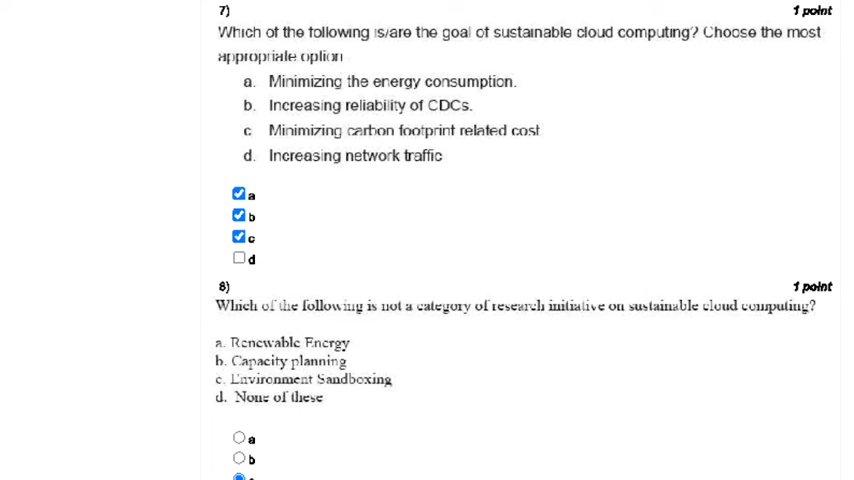 7)
1 point
Which of the following is/are the goal of sustainable cloud computing? Choose the most
appropriate option
a. Minimizing the energy consumption.
b. Increasing reliability of CDCs.
c Minimizing carbon footprint related cost
d. Increasing network traffic
a
b
c
d
8)
1 point
Which of the following is not a category of research initiative on sustainable cloud computing?
a. Renewable Energy
b. Capacity planning
c. Environment Sandboxing
d. None of these
a
b